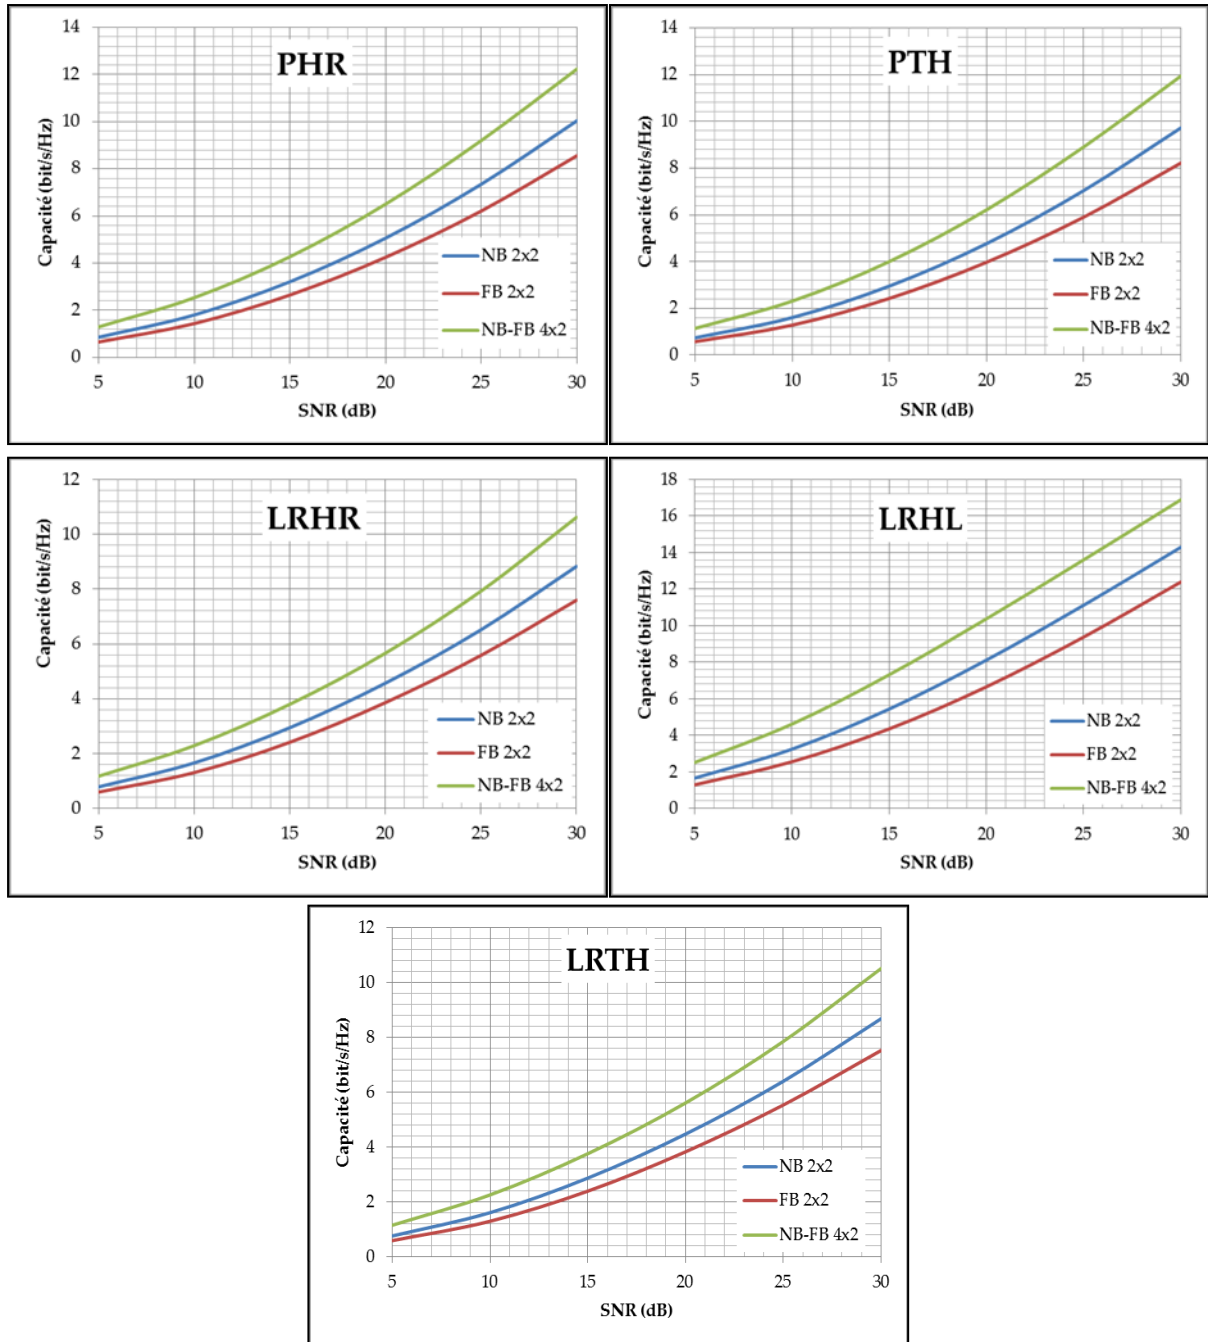 PHR
Capacité (bit/s/Hz)
14
12
10
8
6
4
2
0
5 10 15 20 25 30
SNR (dB)
NB 2x2
FB 2x2
NB-FB 4x2
PTH
Capacité (bit/s/Hz)
14
12
10
8
6
4
2
0
5 10 15 20 25 30
SNR (dB)
NB 2x2
FB 2x2
NB-FB 4x2
LRHR
Capacité (bit/s/Hz)
12
10
8
6
4
2
0
5 10 15 20 25 30
SNR (dB)
NB 2x2
FB 2x2
NB-FB 4x2
LRHL
Capacité (bit/s/Hz)
18
16
14
12
10
8
6
4
2
0
5 10 15 20 25 30
SNR (dB)
NB 2x2
FB 2x2
NB-FB 4x2
LRTH
Capacité (bit/s/Hz)
12
10
8
6
4
2
0
5 10 15 20 25 30
SNR (dB)
NB 2x2
FB 2x2
NB-FB 4x2